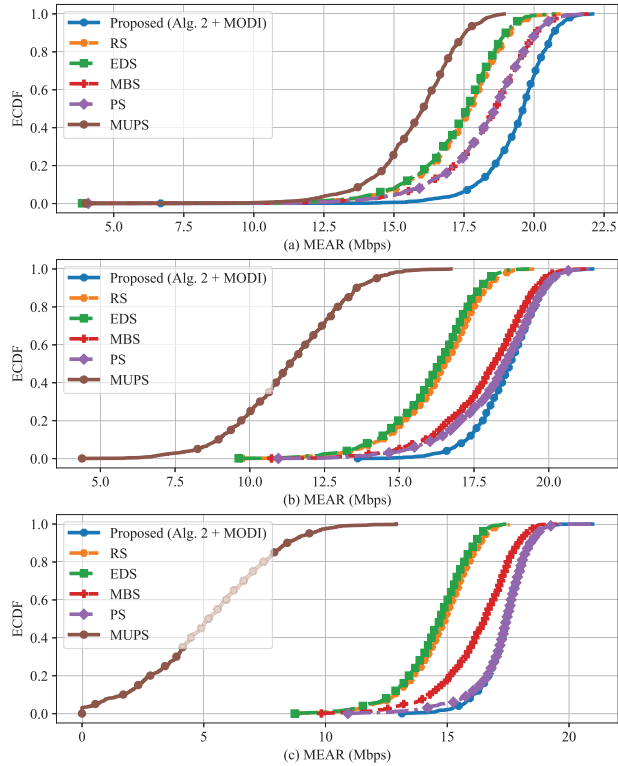 1.0
0.8
0.6
0.4
0.2
0.0
ECDF
Proposed (Alg. 2 + MODI)
RS
EDS
MBS
PS
MUPS
5.0 7.5 10.0 12.5 15.0 17.5 20.0 22.5
(a) MEAR (Mbps)
1.0
0.8
0.6
0.4
0.2
0.0
ECDF
Proposed (Alg. 2 + MODI)
RS
EDS
MBS
PS
MUPS
5.0 7.5 10.0 12.5 15.0 17.5 20.0
(b) MEAR (Mbps)
1.0
0.8
0.6
0.4
0.2
0.0
ECDF
Proposed (Alg. 2 + MODI)
RS
EDS
MBS
PS
MUPS
0 5 10 15 20
(c) MEAR (Mbps)